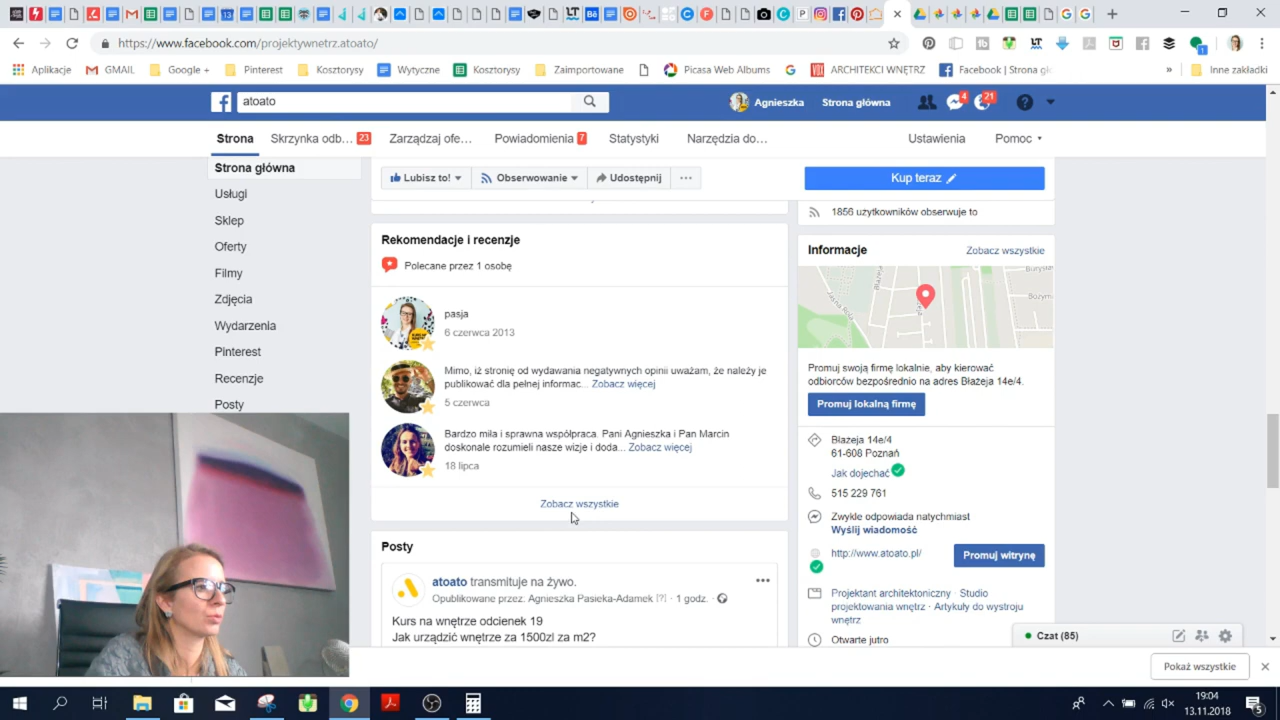 https://www.facebook.com/projektywnetrz.atoato/
Aplikacje GMAIL Google + Pinterest Kosztorysy Wytyczne Kosztorysy Zaimportowane Picasa Web Albums ARCHITEKCI WNĘTRZ Facebook | Strona » Inne zakładki
atoato
Agnieszka Strona główna 4 21
Strona Skrzynka odb... 23 Zarządzaj ofe... Powiadomienia 7 Statystyki Narzędzia do... Ustawienia Pomoc
Strona główna
Usługi
Sklep
Oferty
Filmy
Zdjęcia
Wydarzenia
Pinterest
Recenzje
Posty
Lubisz to! Obserwowanie Udostępnij ...
Kup teraz
Rekomendacje i recenzje
Polecane przez 1 osobę
pasja
6 czerwca 2013
Mimo, iż stronię od wydawania negatywnych opinii uważam, że należy je
publikować dla pełnej informac... Zobacz więcej
5 czerwca
Bardzo miła i sprawna współpraca. Pani Agnieszka i Pan Marcin
doskonale rozumieli nasze wizje i doda... Zobacz więcej
18 lipca
Zobacz wszystkie
Posty
atoato transmituje na żywo.
Opublikowane przez: Agnieszka Pasieka-Adamek [?] · 1 godz. ·
Kurs na wnętrze odcienek 19
Jak urządzić wnętrze za 1500zl za m2?
1856 użytkowników obserwuje to
Informacje Zobacz wszystkie
Promuj swoją firmę lokalnie, aby kierować
odbiorców bezpośrednio na adres Błażeja 14e/4.
Promuj lokalną firmę
Błażeja 14e/4
61-608 Poznań
Jak dojechać
515 229 761
Zwykle odpowiada natychmiast
Wyślij wiadomość
http://www.atoato.pl/ Promuj witrynę
Projektant architektoniczny · Studio
projektowania wnętrz · Artykuły do wystroju
wnętrz
Otwarte jutro
Czat (85)
Pokaż wszystkie
19:04
13.11.2018
5